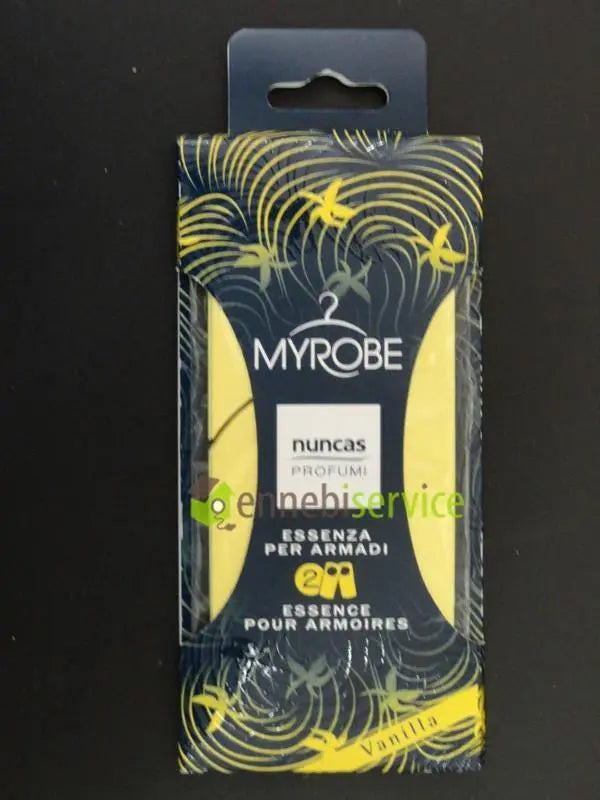 MYROBE
nuncas
PROFUMI
ennebiservice
ESSENZA
PER ARMADI
2
ESSENCE
POUR ARMOIRES
Vanilla